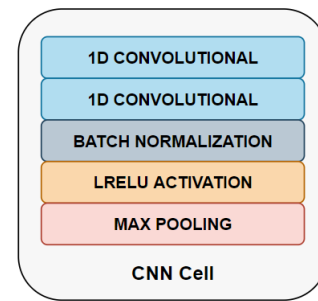 1D CONVOLUTIONAL
1D CONVOLUTIONAL
BATCH NORMALIZATION
LRELU ACTIVATION
MAX POOLING
CNN Cell